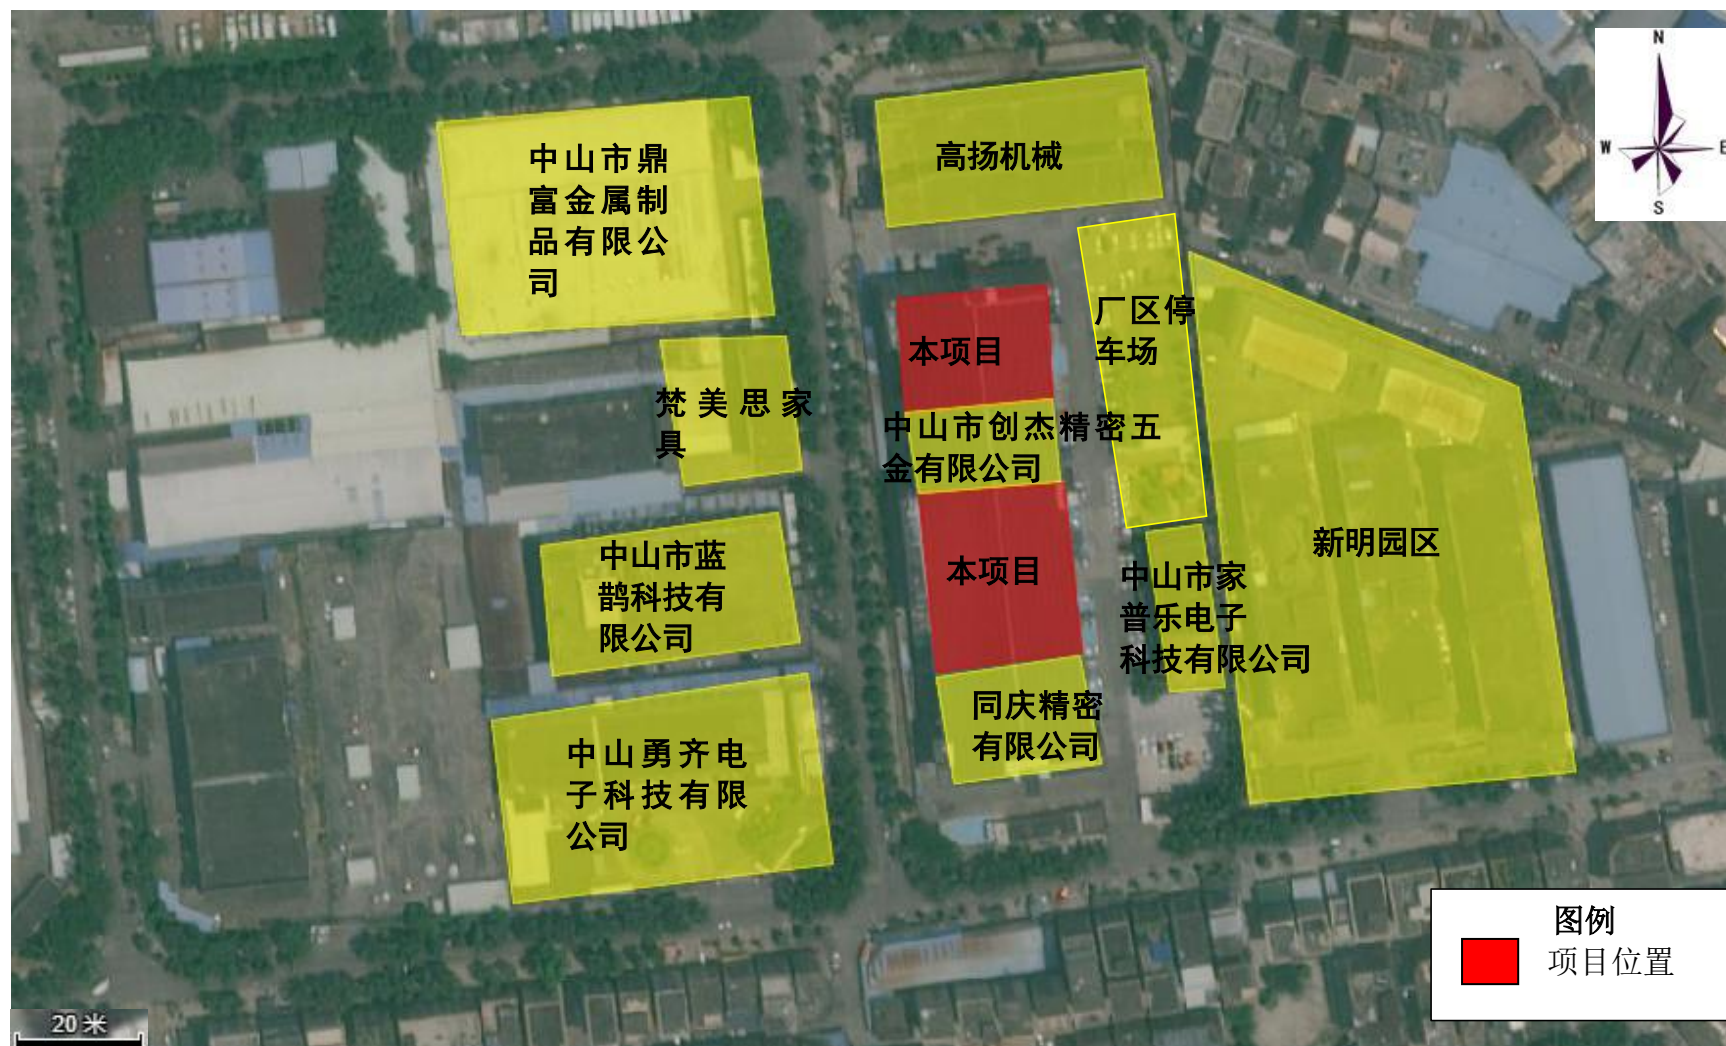 N
W
E
S
中山市鼎
富金属制
品有限公
司
高扬机械
厂区停
车场
本项目
梵美思家
具
中山市创杰精密五
金有限公司
新明园区
本项目
中山市蓝
鹊科技有
限公司
中山市家
普乐电子
科技有限公司
同庆精密
有限公司
中山勇齐电
子科技有限
公司
图例
项目位置
20 米